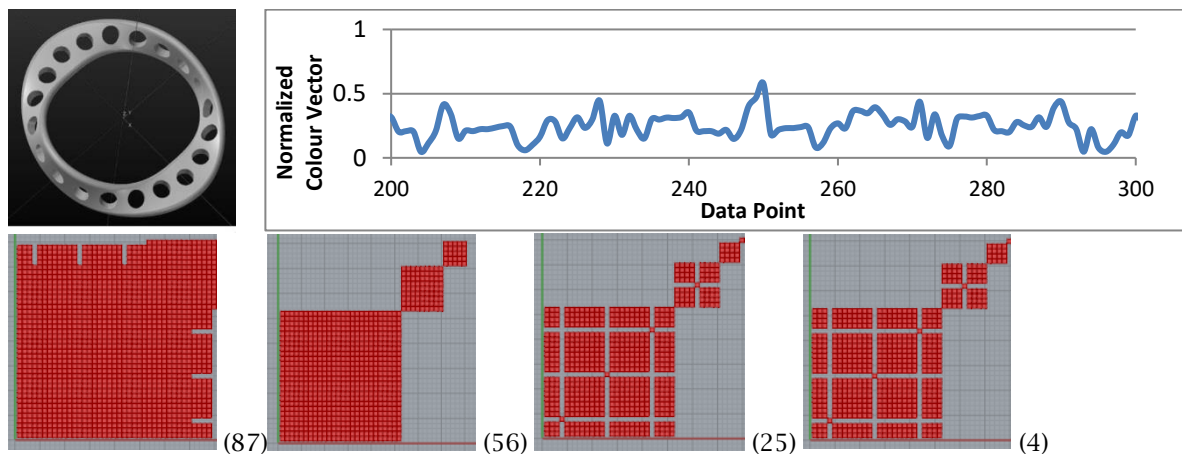 Normalized
Colour Vector
1
0.5
0
200 220 240 260 280 300
Data Point
(87) (56) (25) (4)